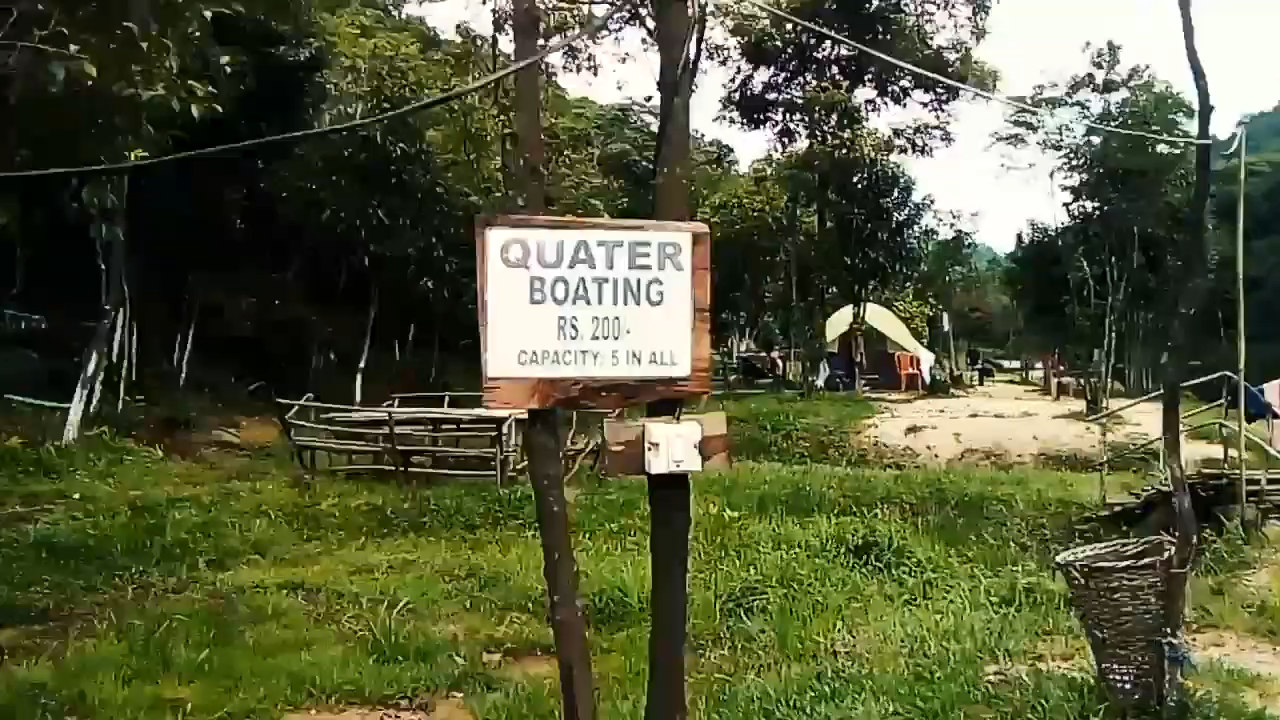 QUATER
BOATING
RS. 200/-
CAPACITY: 5 IN ALL